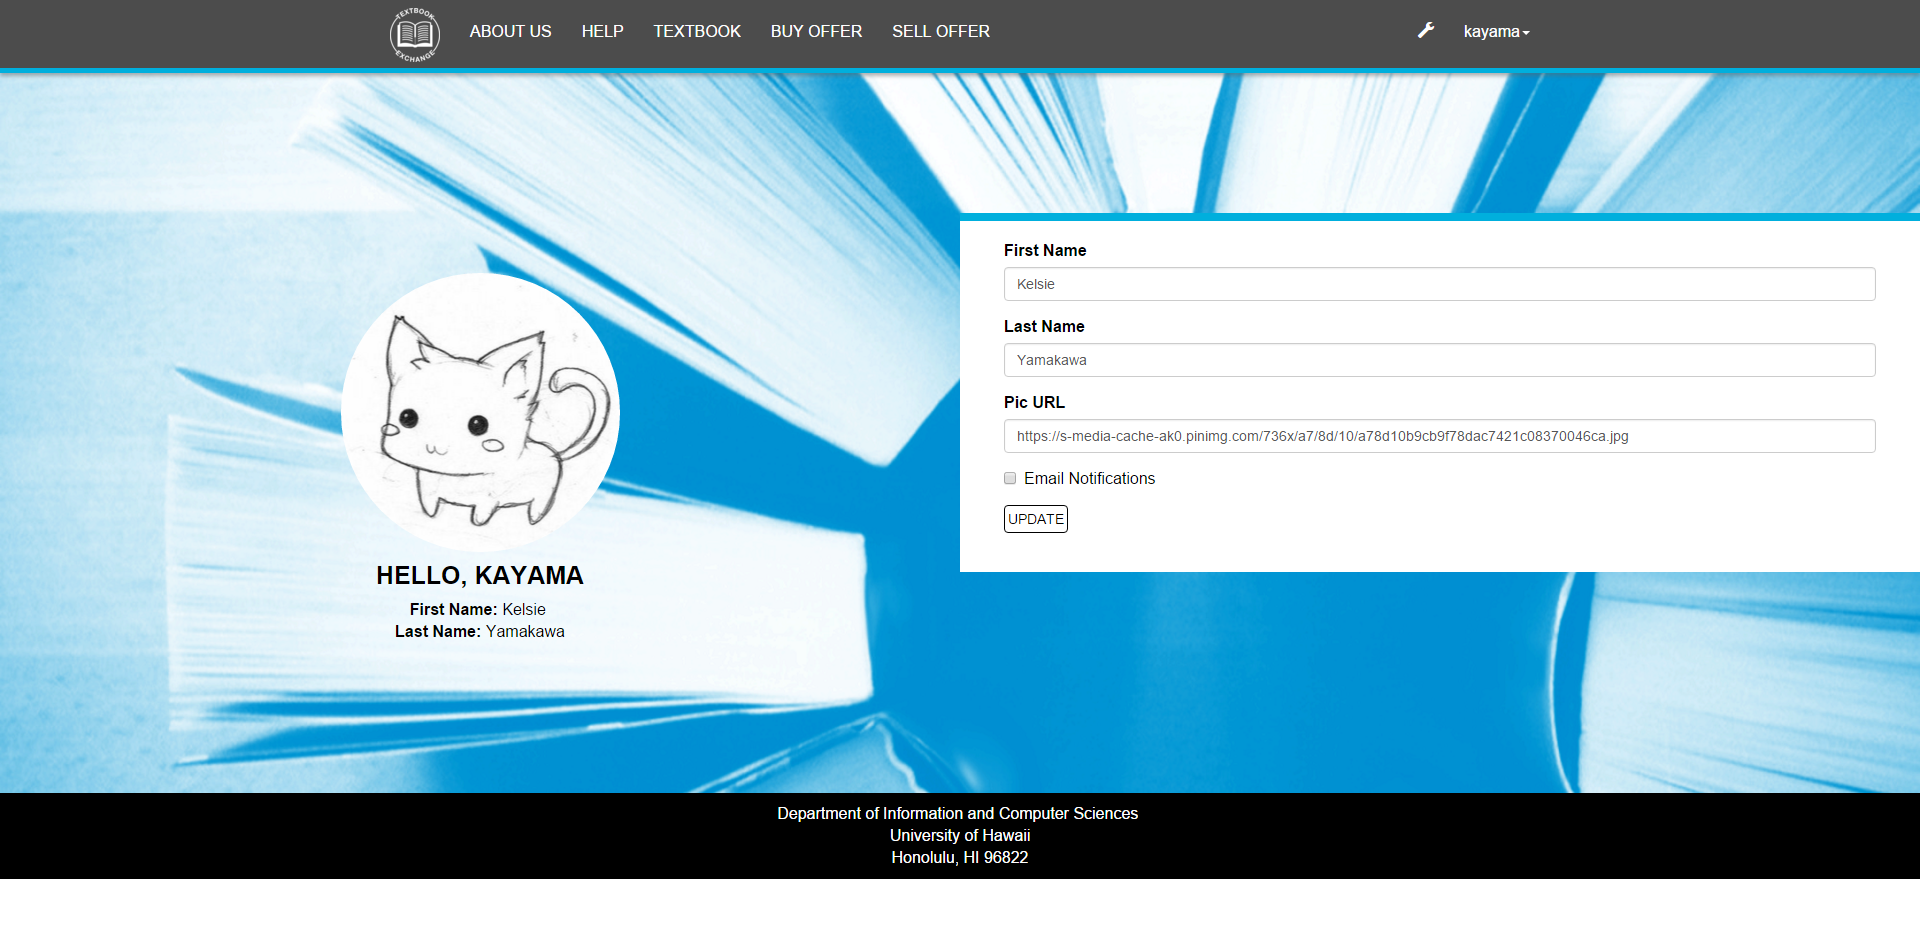 TEXTBOOK
EXCHANGE
ABOUT US HELP TEXTBOOK BUY OFFER SELL OFFER kayama
First Name
Kelsie
Last Name
Yamakawa
Pic URL
https://s-media-cache-ak0.pinimg.com/736x/a7/8d/10/a78d10b9cb9f78dac7421c08370046ca.jpg
Email Notifications
UPDATE
HELLO, KAYAMA
First Name: Kelsie
Last Name: Yamakawa
Department of Information and Computer Sciences
University of Hawaii
Honolulu, HI 96822